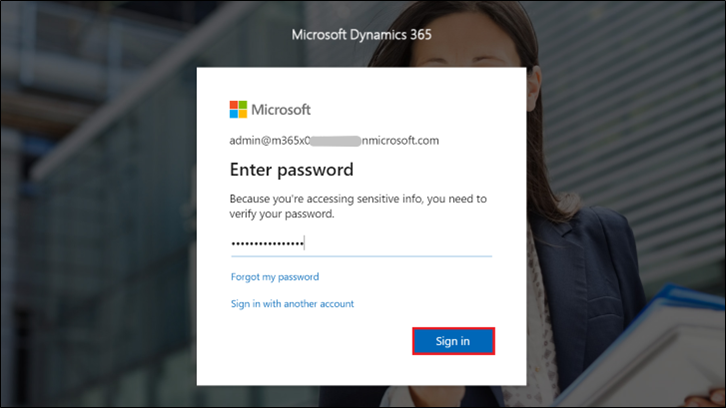 Microsoft Dynamics 365
Microsoft
admin@m365x0 nmicrosoft.com
Enter password
Because you're accessing sensitive info, you need to
verify your password.
••••••••••••••••
Forgot my password
Sign in with another account
Sign in